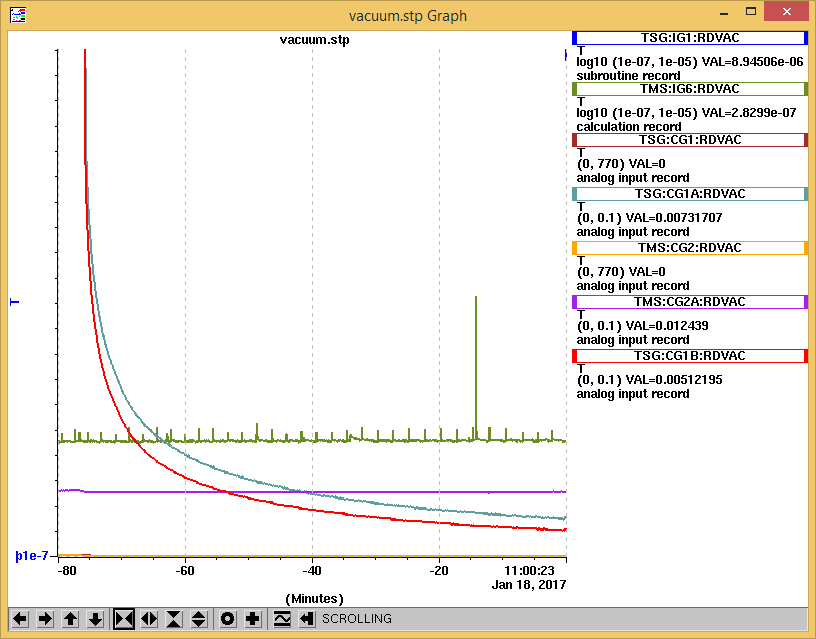 vacuum.stp Graph
vacuum.stp
T
1e-7
-80
-60
-40
-20
11:00:23
Jan 18, 2017
(Minutes)
TSG:IG1:RDVAC
T
log10 (1e-07, 1e-05) VAL=8.94506e-06
subroutine record
TMS:IG6:RDVAC
T
log10 (1e-07, 1e-05) VAL=2.8299e-07
calculation record
TSG:CG1:RDVAC
T
(0, 770) VAL=0
analog input record
TSG:CG1A:RDVAC
T
(0, 0.1) VAL=0.00731707
analog input record
TMS:CG2:RDVAC
T
(0, 770) VAL=0
analog input record
TMS:CG2A:RDVAC
T
(0, 0.1) VAL=0.012439
analog input record
TSG:CG1B:RDVAC
T
(0, 0.1) VAL=0.00512195
analog input record
SCROLLING